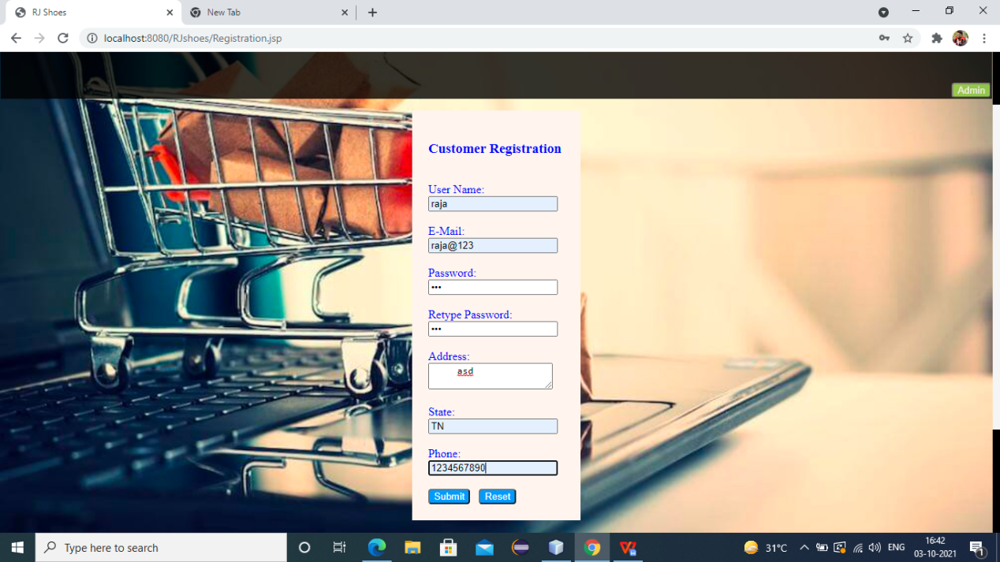 RJ Shoes
New Tab
localhost:8080/RJshoes/Registration.jsp
Admin
Customer Registration
User Name:
raja
E-Mail:
raja@123
Password:
•••
Retype Password:
•••
Address:
asd
State:
TN
Phone:
1234567890
Submit Reset
Type here to search
31°C
ENG
16:42
03-10-2021
1